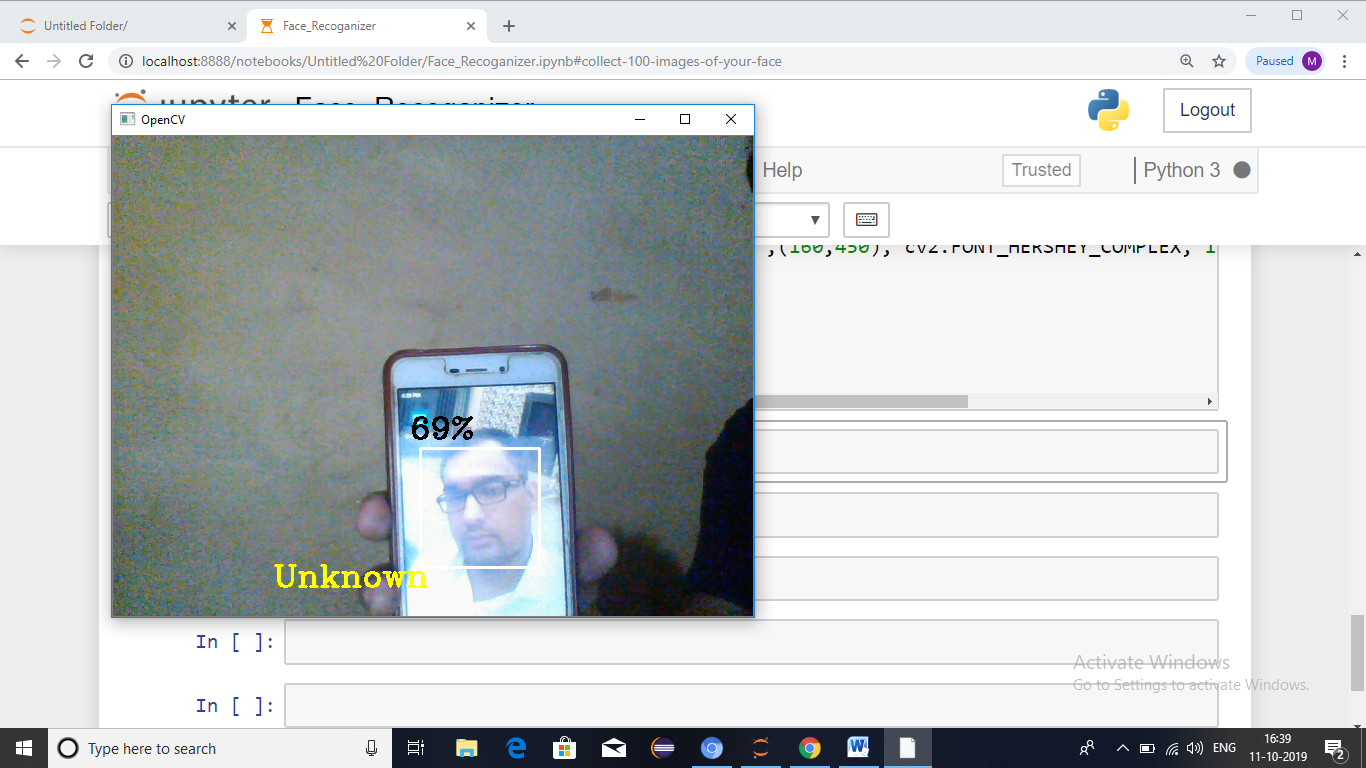 Untitled Folder/
Face_Recoganizer
localhost:8888/notebooks/Untitled%20Folder/Face_Recoganizer.ipynb#collect-100-images-of-your-face
Paused M
jupyter Face_Recoganizer
Logout
OpenCV
Help
Trusted
Python 3
,(160,450), cv2.FONT_HERSHEY_COMPLEX, 1
69%
Unknown
In [ ]:
In [ ]:
Activate Windows
Go to Settings to activate Windows.
Type here to search
ENG
16:39
11-10-2019
2